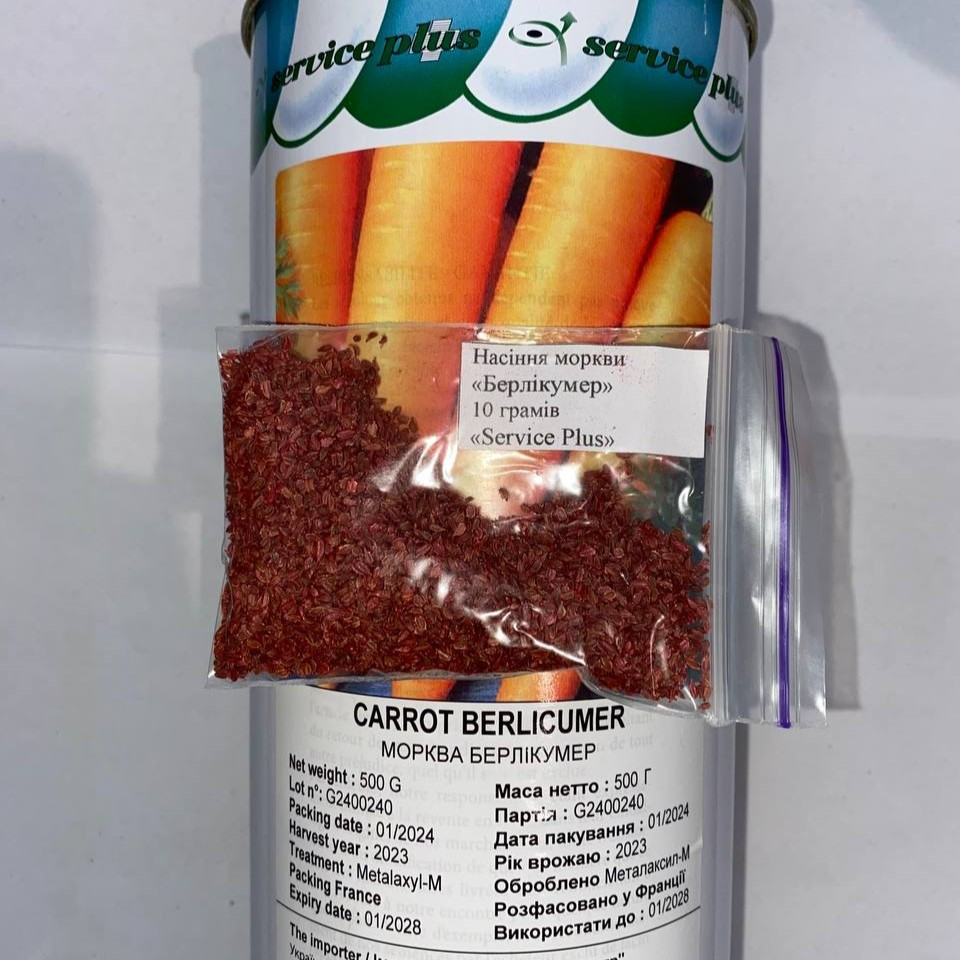 service plus service plus
Насіння моркви
«Берлікумер»
10 грамів
«Service Plus»
CARROT BERLICUMER
МОРКВА БЕРЛІКУМЕР
Net weight : 500 G
Lot n°: G2400240
Packing date : 01/2024
Harvest year : 2023
Treatment : Metalaxyl-M
Packing France
Expiry date : 01/2028
Маса нетто : 500 Г
Партія : G2400240
Дата пакування : 01/2024
Рік врожаю : 2023
Оброблено Металаксил-М
Розфасовано у Франції
Використати до : 01/2028
The importer /